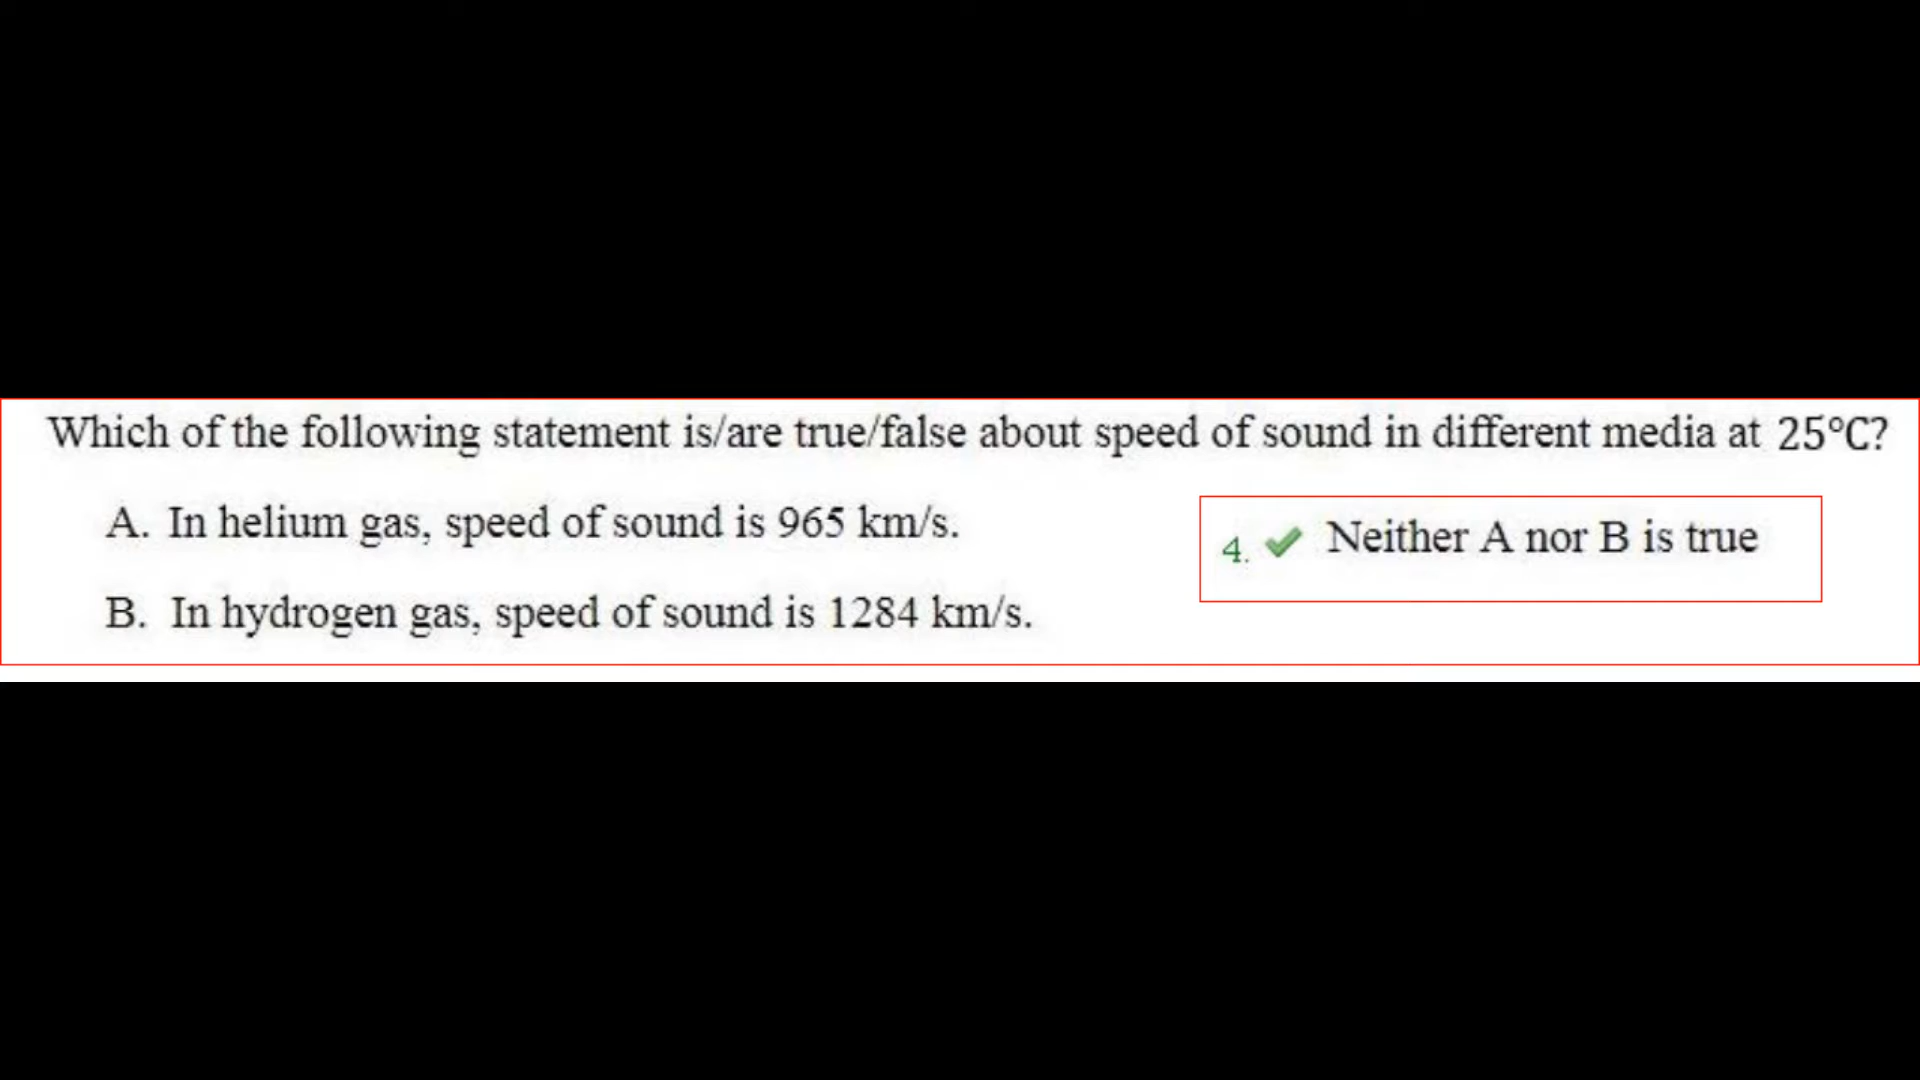 Which of the following statement is/are true/false about speed of sound in different media at 25°C?
A. In helium gas, speed of sound is 965 km/s.
4. Neither A nor B is true
B. In hydrogen gas, speed of sound is 1284 km/s.